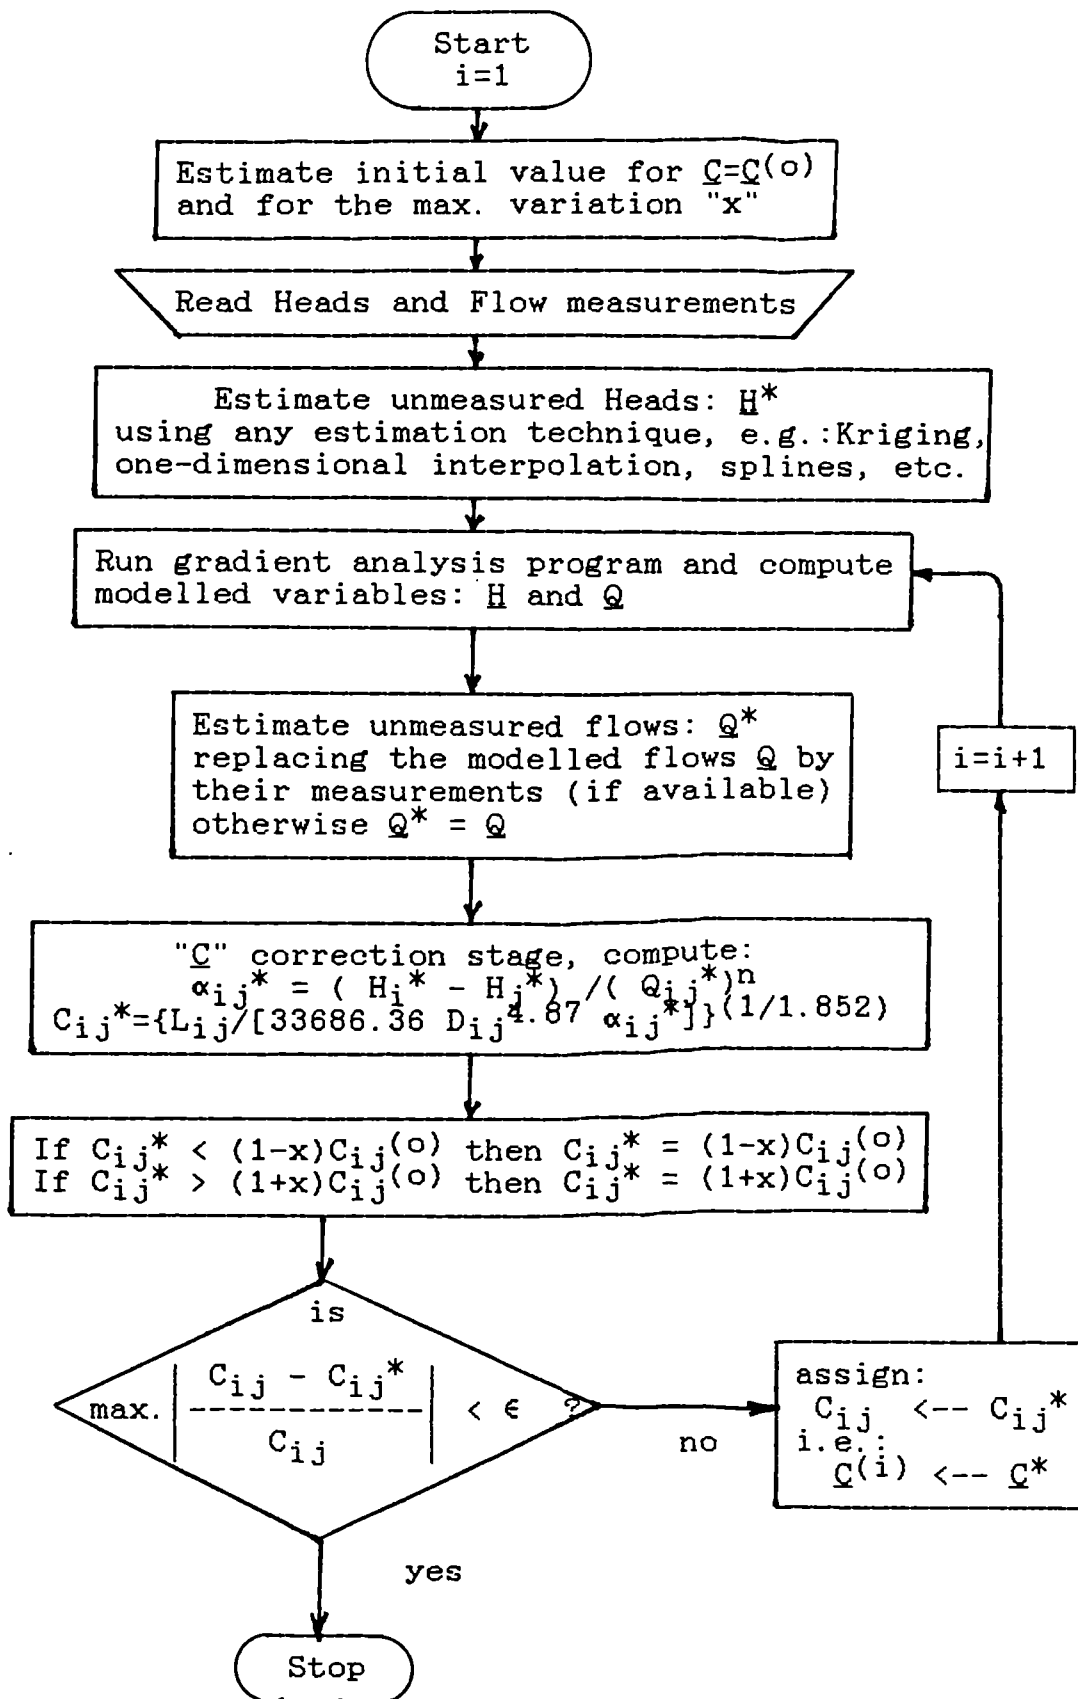 Start
i=1
Estimate initial value for C=C(o)
and for the max. variation "x"
Read Heads and Flow measurements
Estimate unmeasured Heads: H*
using any estimation technique, e.g.:Kriging,
one-dimensional interpolation, splines, etc.
Run gradient analysis program and compute
modelled variables: H and Q
Estimate unmeasured flows: Q*
replacing the modelled flows Q by
their measurements (if available)
otherwise Q* = Q
i=i+1
"C" correction stage, compute:
αij* = ( Hi* - Hj*) /( Qij*)n
Cij*={Lij/[33686.36 Dij4.87 αij*]}(1/1.852)
If Cij* < (1-x)Cij(o) then Cij* = (1-x)Cij(o)
If Cij* > (1+x)Cij(o) then Cij* = (1+x)Cij(o)
is
max. | Cij - Cij* / Cij | < ϵ ?
no
assign:
Cij <-- Cij*
i.e.:
C(i) <-- C*
yes
Stop